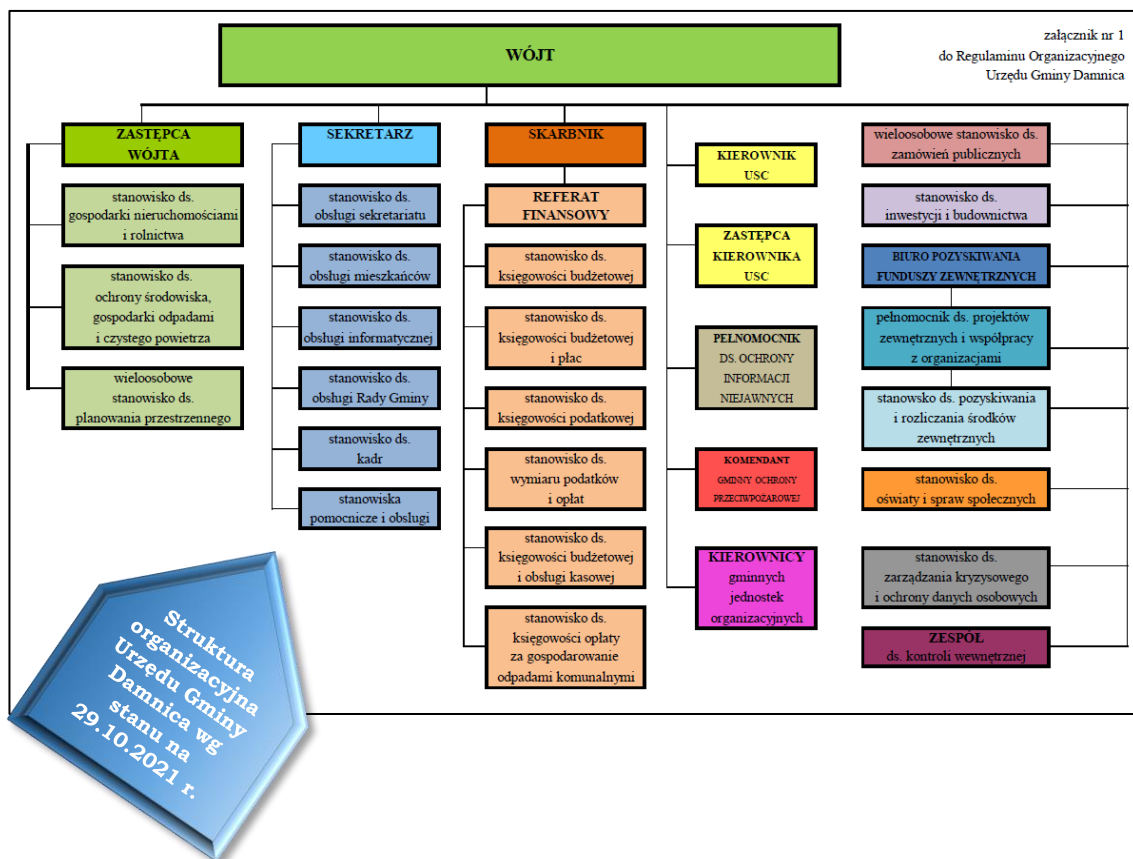 załącznik nr 1
do Regulaminu Organizacyjnego
Urzędu Gminy Damnica
WÓJT
ZASTĘPCA
WÓJTA
stanowisko ds.
gospodarki nieruchomościami
i rolnictwa
stanowisko ds.
ochrony środowiska,
gospodarki odpadami
i czystego powietrza
wieloosobowe
stanowisko ds.
planowania przestrzennego
SEKRETARZ
stanowisko ds.
obsługi sekretariatu
stanowisko ds.
obsługi mieszkańców
stanowisko ds.
obsługi informatycznej
stanowisko ds.
obsługi Rady Gminy
stanowisko ds.
kadr
stanowiska
pomocnicze i obsługi
SKARBNIK
REFERAT
FINANSOWY
stanowisko ds.
księgowości budżetowej
stanowisko ds.
księgowości budżetowej
i płac
stanowisko ds.
księgowości podatkowej
stanowisko ds.
wymiaru podatków
i opłat
stanowisko ds.
księgowości budżetowej
i obsługi kasowej
stanowisko ds.
księgowości opłaty
za gospodarowanie
odpadami komunalnymi
KIEROWNIK
USC
ZASTĘPCA
KIEROWNIKA
USC
PEŁNOMOCNIK
DS. OCHRONY
INFORMACJI
NIEJAWNYCH
KOMENDANT
GMINNY OCHRONY
PRZECIWPOŻAROWEJ
KIEROWNICY
gminnych
jednostek
organizacyjnych
wieloosobowe stanowisko ds.
zamówień publicznych
stanowisko ds.
inwestycji i budownictwa
BIURO POZYSKIWANIA
FUNDUSZY ZEWNĘTRZNYCH
pełnomocnik ds. projektów
zewnętrznych i współpracy
z organizacjami
stanowsko ds. pozyskiwania
i rozliczania środków
zewnętrznych
stanowisko ds.
oświaty i spraw społecznych
stanowisko ds.
zarządzania kryzysowego
i ochrony danych osobowych
ZESPÓŁ
ds. kontroli wewnętrznej
Struktura
organizacyjna
Urzędu Gminy
Damnica wg
stanu na
29.10.2021 r.